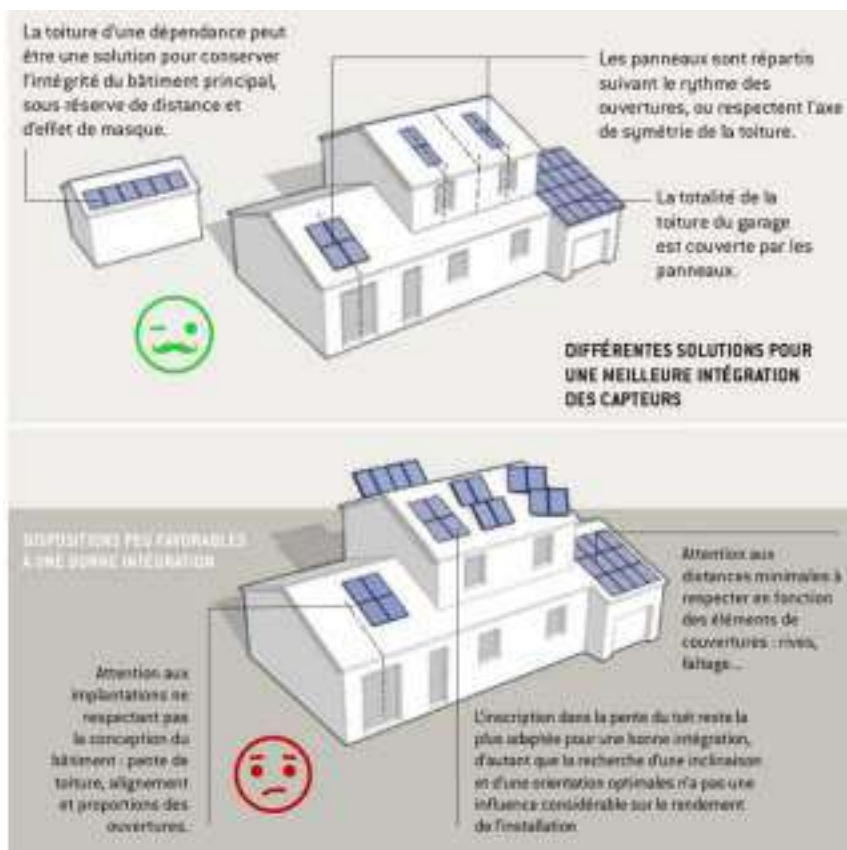 La toiture d'une dépendance peut
être une solution pour conserver
l'intégrité du bâtiment principal,
sous réserve de distance et
d'effet de masque.
Les panneaux sont répartis
suivant le rythme des
ouvertures, ou respectent l'axe
de symétrie de la toiture.
La totalité de la
toiture du garage
est couverte par les
panneaux.
DIFFÉRENTES SOLUTIONS POUR
UNE MEILLEURE INTÉGRATION
DES CAPTEURS
DISPOSITIONS PEU FAVORABLES
À UNE BONNE INTÉGRATION
Attention aux
distances minimales à
respecter en fonction
des éléments de
couvertures : rives,
faîtage...
Attention aux
implantations ne
respectant pas
la conception du
bâtiment : pente de
toiture, alignement
et proportions des
ouvertures.
L'inscription dans la pente du toit reste la
plus adaptée pour une bonne intégration,
d'autant que la recherche d'une inclinaison
et d'une orientation optimales n'a pas une
influence considérable sur le rendement
de l'installation